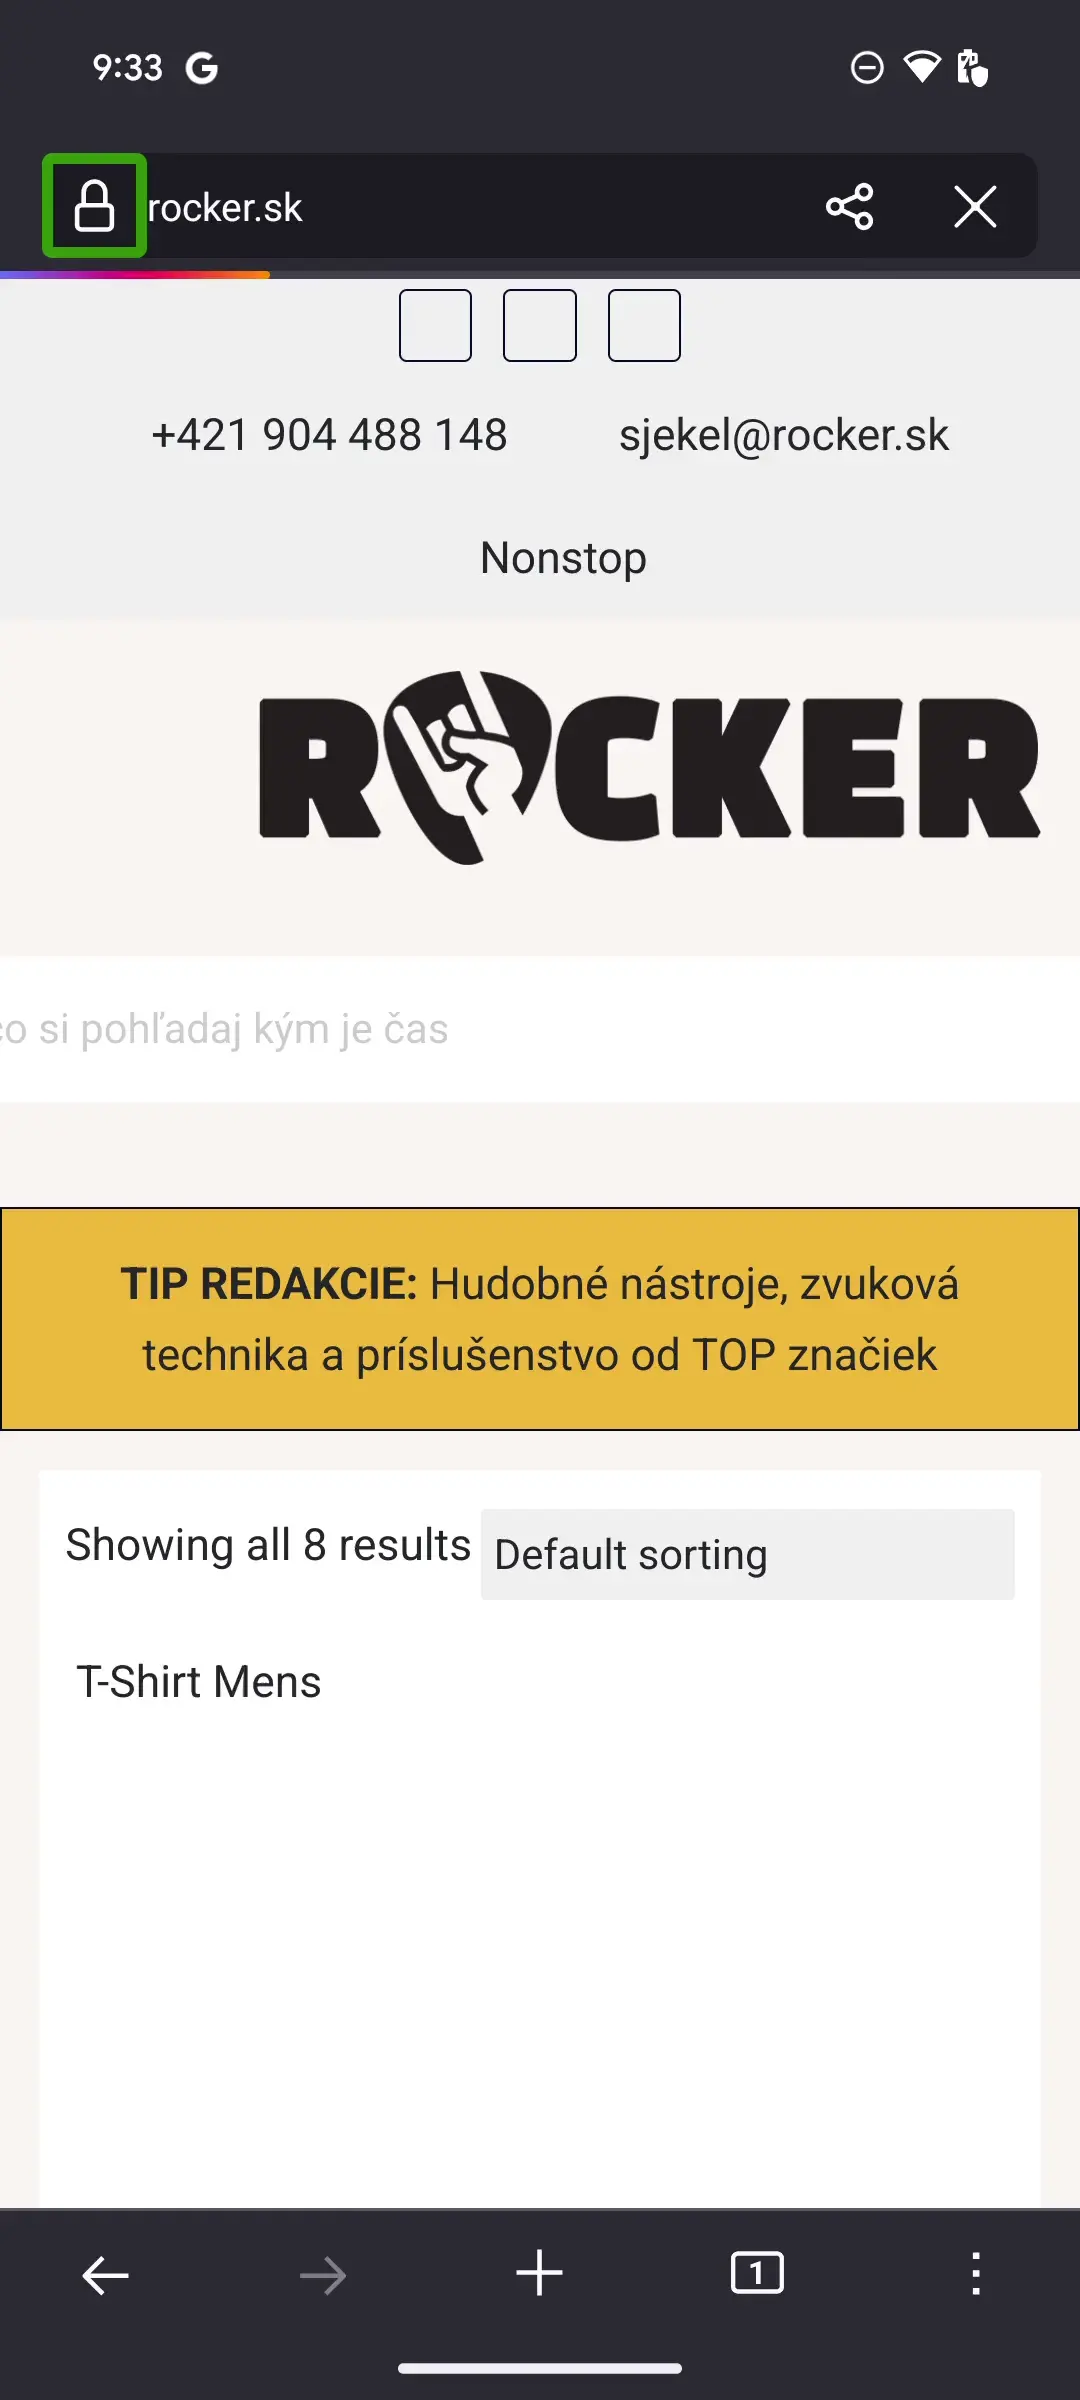 9:33
rocker.sk
+421 904 488 148
sjekel@rocker.sk
Nonstop
ROCKER
čo si pohľadaj kým je čas
TIP REDAKCIE: Hudobné nástroje, zvuková
technika a príslušenstvo od TOP značiek
Showing all 8 results
Default sorting
T-Shirt Mens
1